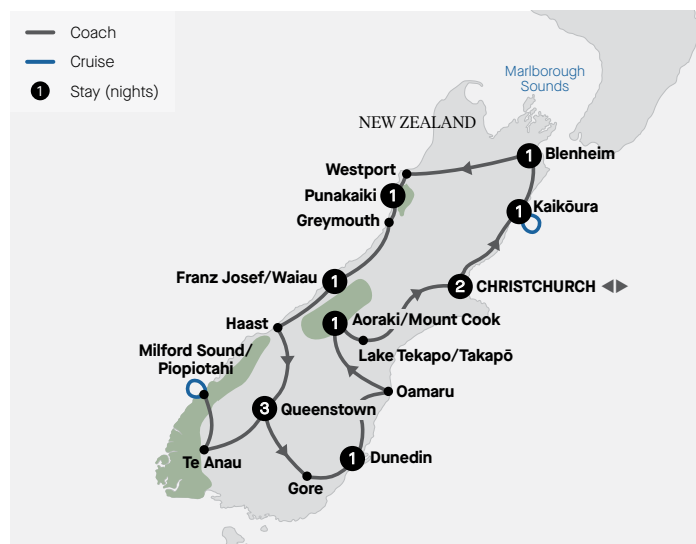 Coach
Cruise
1 Stay (nights)
Marlborough
Sounds
NEW ZEALAND
1 Blenheim
Westport
Punakaiki 1
1 Kaikōura
Greymouth
Franz Josef/Waiau 1
2 CHRISTCHURCH
1 Aoraki/Mount Cook
Haast
Lake Tekapo/Takapō
Milford Sound/
Piopiotahi
Oamaru
3 Queenstown
1 Dunedin
Te Anau
Gore